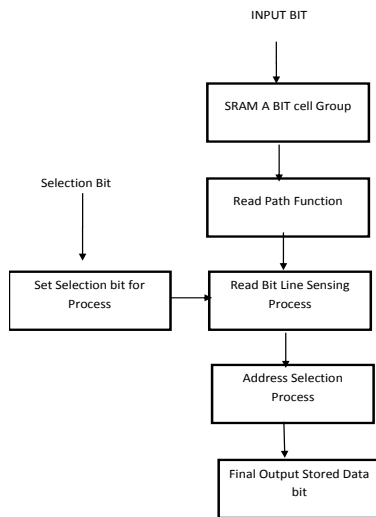 INPUT BIT
SRAM A BIT cell Group
Selection Bit
Read Path Function
Set Selection bit for
Process
Read Bit Line Sensing
Process
Address Selection
Process
Final Output Stored Data
bit